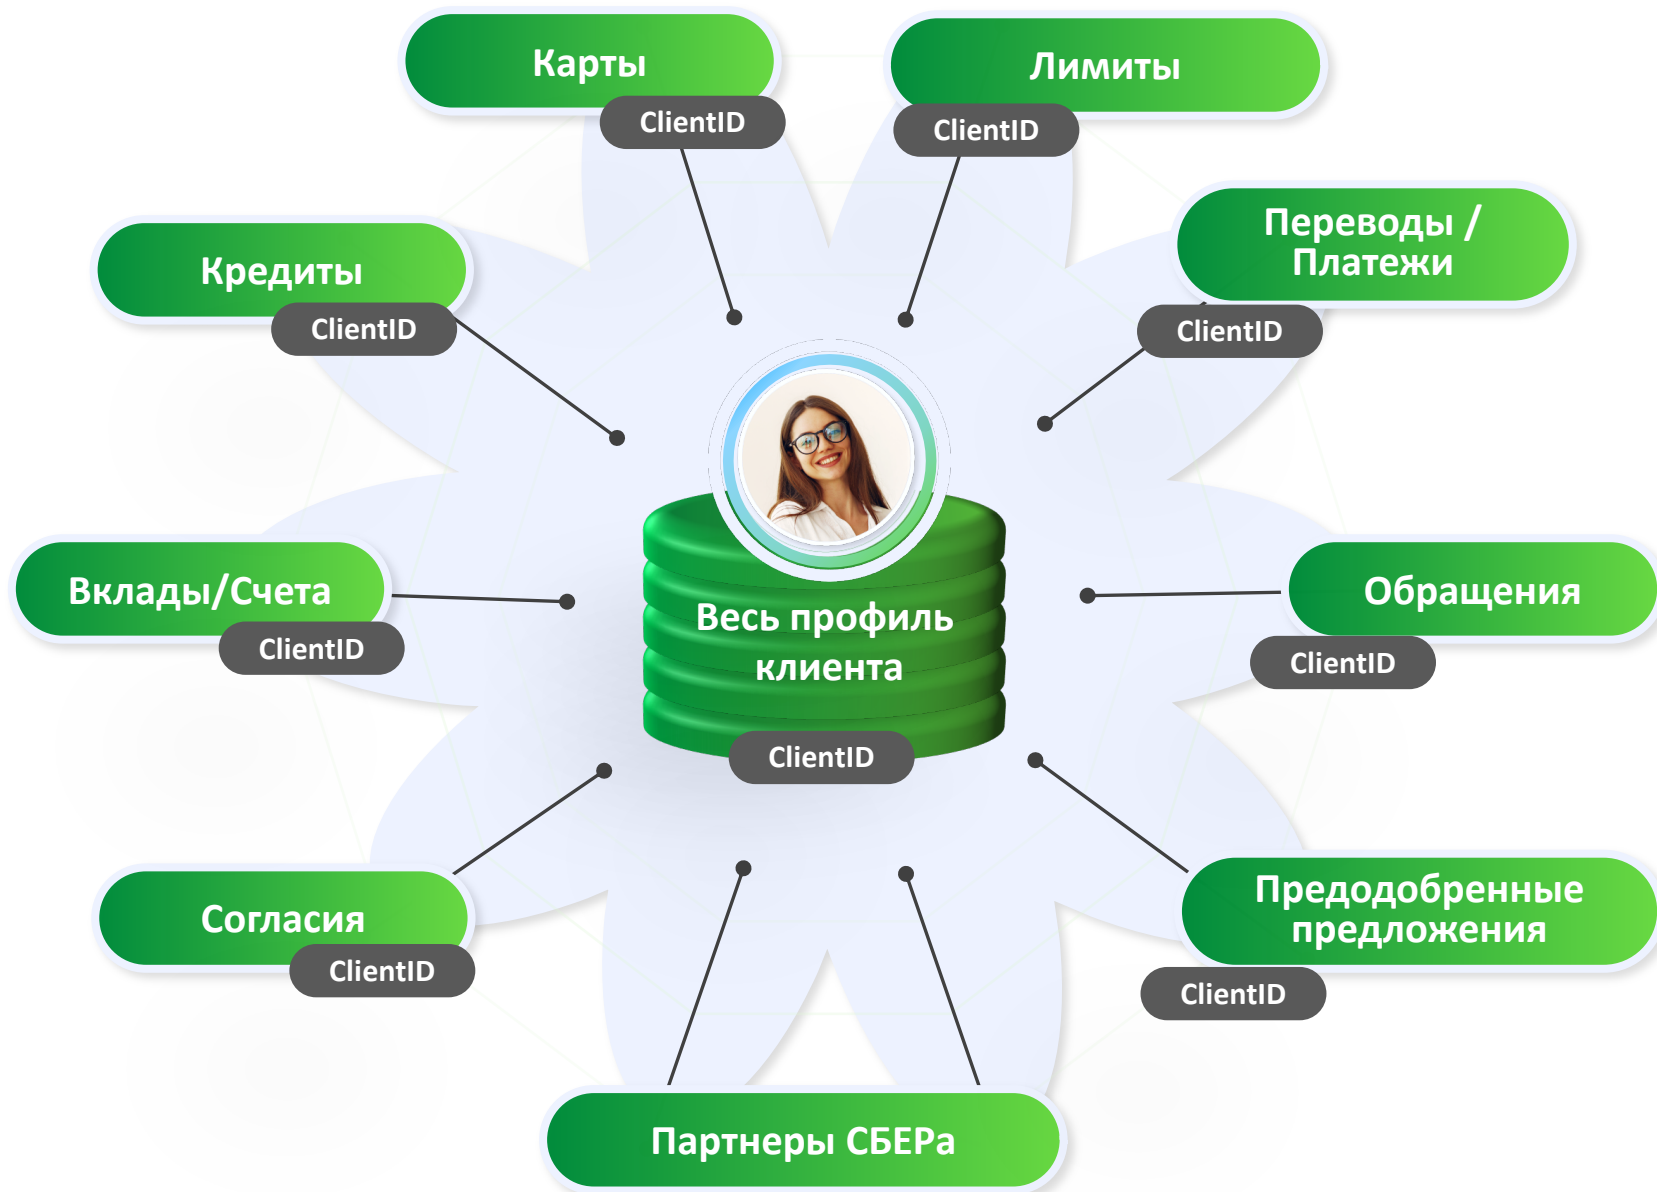 Карты
ClientID
Лимиты
ClientID
Переводы /
Платежи
ClientID
Кредиты
ClientID
Вклады/Счета
ClientID
Весь профиль
клиента
ClientID
Обращения
ClientID
Согласия
ClientID
Предодобренные
предложения
ClientID
Партнеры СБЕРа